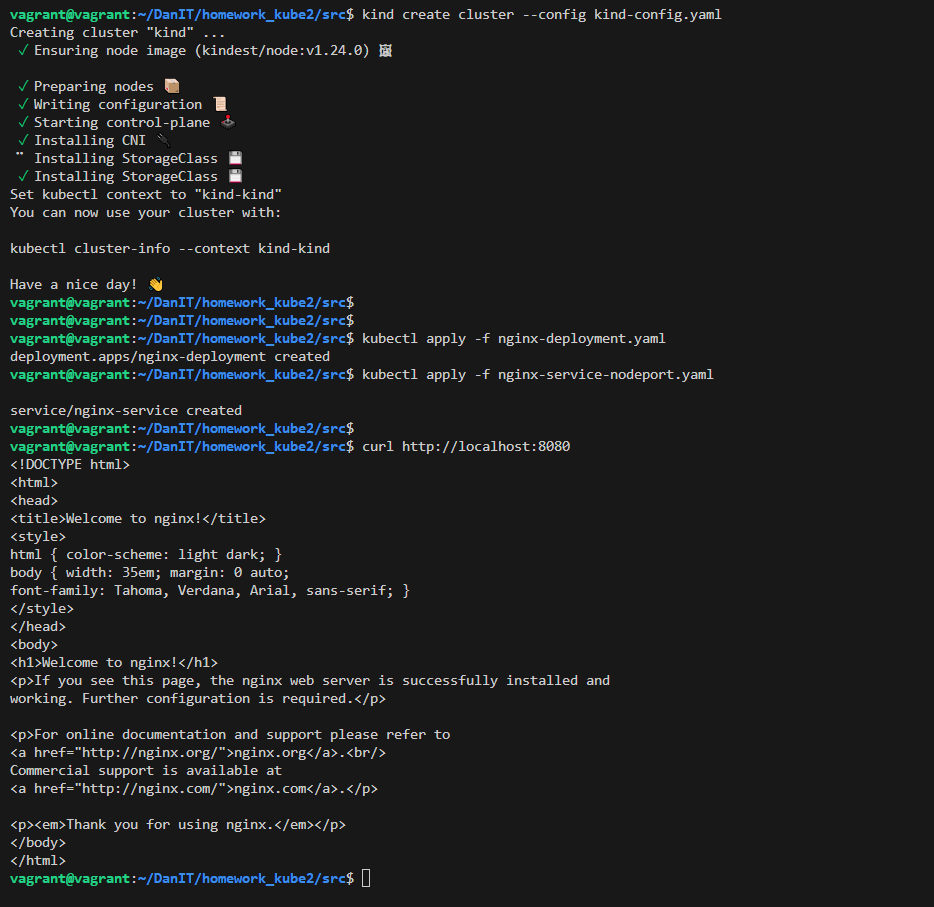 vagrant@vagrant:~/DanIT/homework_kube2/src$ kind create cluster --config kind-config.yaml
Creating cluster "kind" ...
✓ Ensuring node image (kindest/node:v1.24.0) 🖼
✓ Preparing nodes 📦
✓ Writing configuration 📜
✓ Starting control-plane 🕹️
✓ Installing CNI 🔌
⠉ Installing StorageClass 💾
✓ Installing StorageClass 💾
Set kubectl context to "kind-kind"
You can now use your cluster with:
kubectl cluster-info --context kind-kind
Have a nice day! 👋
vagrant@vagrant:~/DanIT/homework_kube2/src$
vagrant@vagrant:~/DanIT/homework_kube2/src$
vagrant@vagrant:~/DanIT/homework_kube2/src$ kubectl apply -f nginx-deployment.yaml
deployment.apps/nginx-deployment created
vagrant@vagrant:~/DanIT/homework_kube2/src$ kubectl apply -f nginx-service-nodeport.yaml
service/nginx-service created
vagrant@vagrant:~/DanIT/homework_kube2/src$
vagrant@vagrant:~/DanIT/homework_kube2/src$ curl http://localhost:8080
<!DOCTYPE html>
<html>
<head>
<title>Welcome to nginx!</title>
<style>
html { color-scheme: light dark; }
body { width: 35em; margin: 0 auto;
font-family: Tahoma, Verdana, Arial, sans-serif; }
</style>
</head>
<body>
<h1>Welcome to nginx!</h1>
<p>If you see this page, the nginx web server is successfully installed and
working. Further configuration is required.</p>
<p>For online documentation and support please refer to
<a href="http://nginx.org/">nginx.org</a>.<br/>
Commercial support is available at
<a href="http://nginx.com/">nginx.com</a>.</p>
<p><em>Thank you for using nginx.</em></p>
</body>
</html>
vagrant@vagrant:~/DanIT/homework_kube2/src$